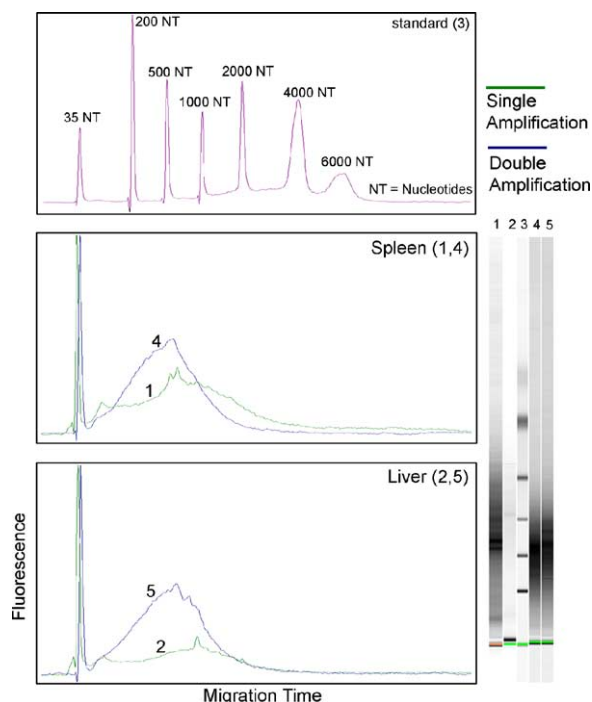 standard (3)
200 NT
500 NT
2000 NT
1000 NT
4000 NT
35 NT
6000 NT
NT = Nucleotides
Single
Amplification
Double
Amplification
1 2 3 4 5
Spleen (1,4)
4
1
Liver (2,5)
5
2
Fluorescence
Migration Time